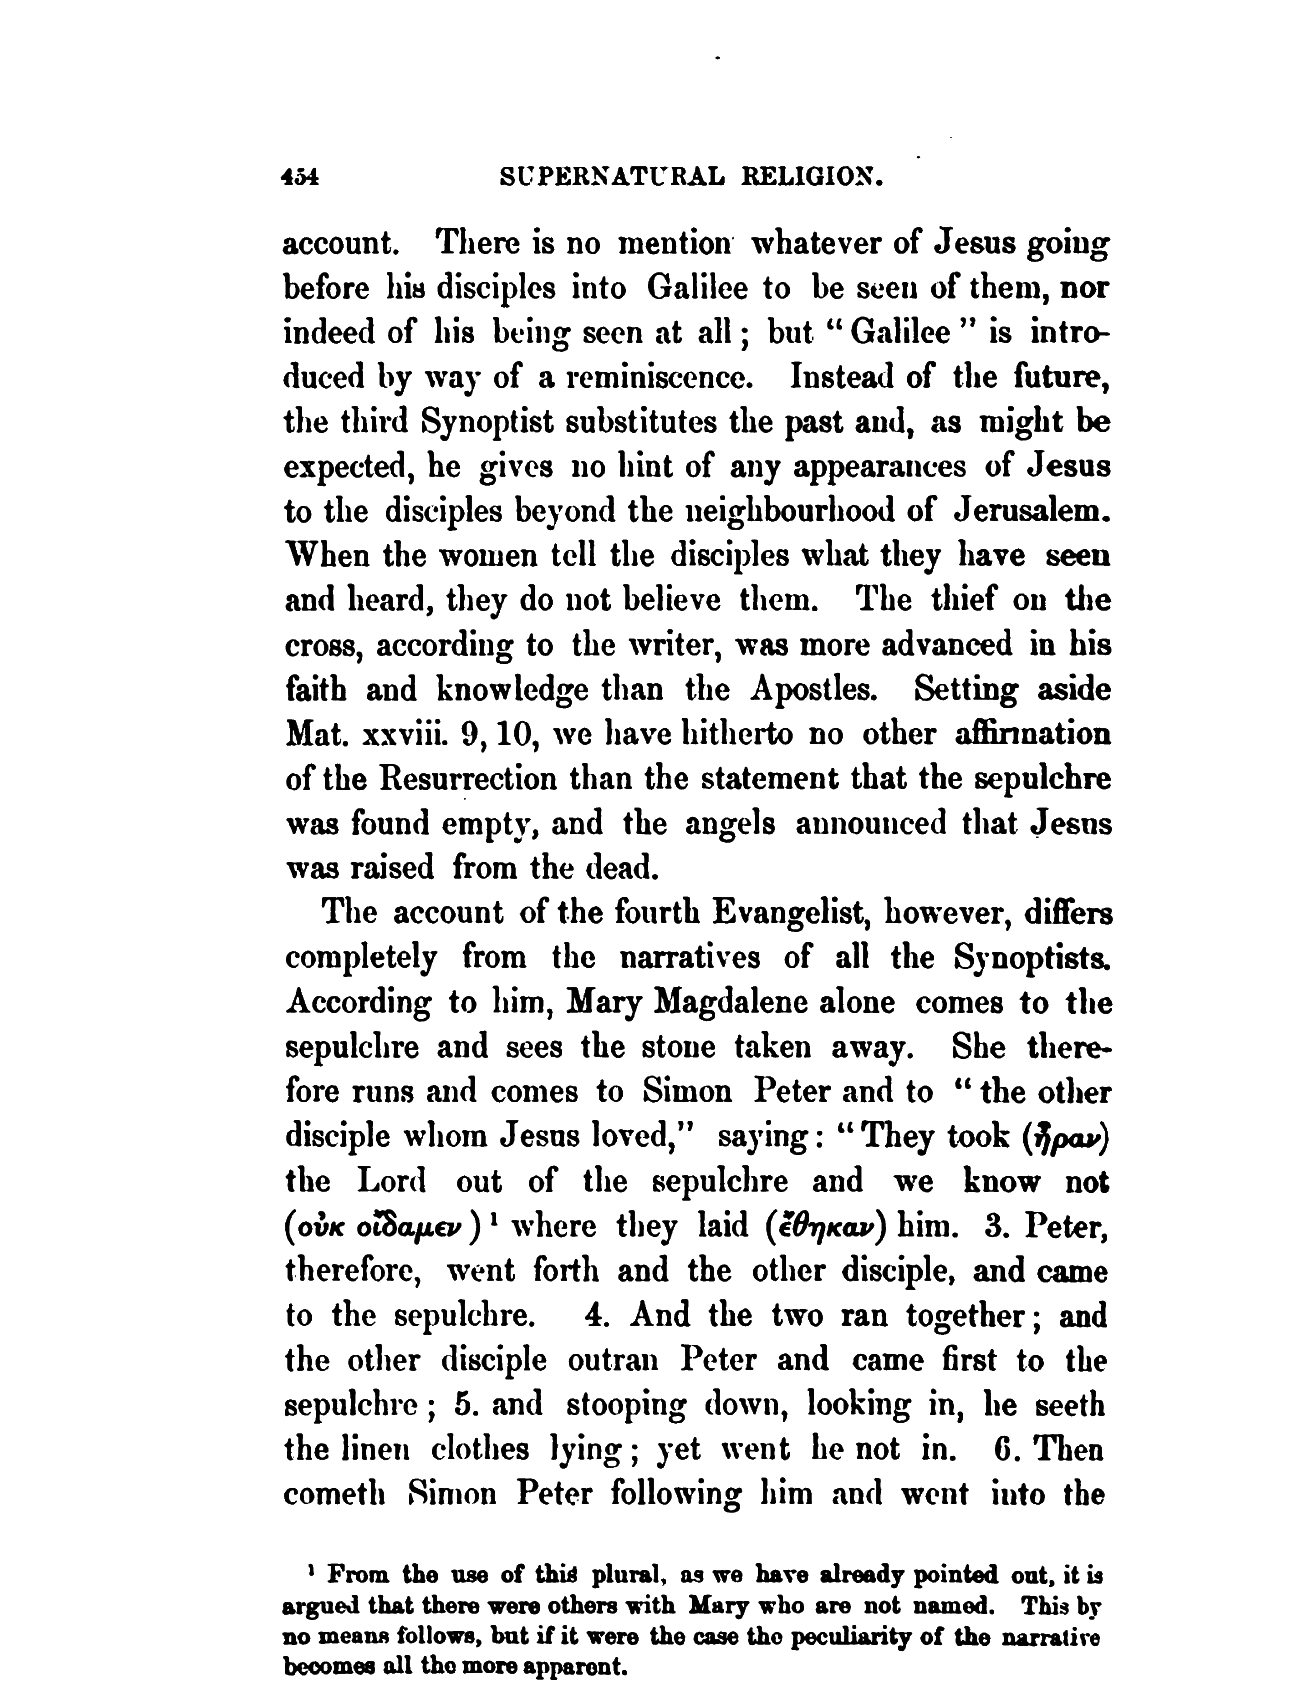 454 SUPERNATURAL RELIGION.
account. There is no mention whatever of Jesus going
before his disciples into Galilee to be seen of them, nor
indeed of his being seen at all ; but “ Galilee ” is intro-
duced by way of a reminiscence. Instead of the future,
the third Synoptist substitutes the past and, as might be
expected, he gives no hint of any appearances of Jesus
to the disciples beyond the neighbourhood of Jerusalem.
When the women tell the disciples what they have seen
and heard, they do not believe them. The thief on the
cross, according to the writer, was more advanced in his
faith and knowledge than the Apostles. Setting aside
Mat. xxviii. 9, 10, we have hitherto no other affirmation
of the Resurrection than the statement that the sepulchre
was found empty, and the angels announced that Jesus
was raised from the dead.
The account of the fourth Evangelist, however, differs
completely from the narratives of all the Synoptists.
According to him, Mary Magdalene alone comes to the
sepulchre and sees the stone taken away. She there-
fore runs and comes to Simon Peter and to “ the other
disciple whom Jesus loved,” saying : “ They took (ἦραν)
the Lord out of the sepulchre and we know not
(οὐκ οἴδαμεν ) ¹ where they laid (ἔθηκαν) him. 3. Peter,
therefore, went forth and the other disciple, and came
to the sepulchre. 4. And the two ran together ; and
the other disciple outran Peter and came first to the
sepulchre ; 5. and stooping down, looking in, he seeth
the linen clothes lying ; yet went he not in. 6. Then
cometh Simon Peter following him and went into the
¹ From the use of this plural, as we have already pointed out, it is
argued that there were others with Mary who are not named. This by
no means follows, but if it were the case the peculiarity of the narrative
becomes all the more apparent.